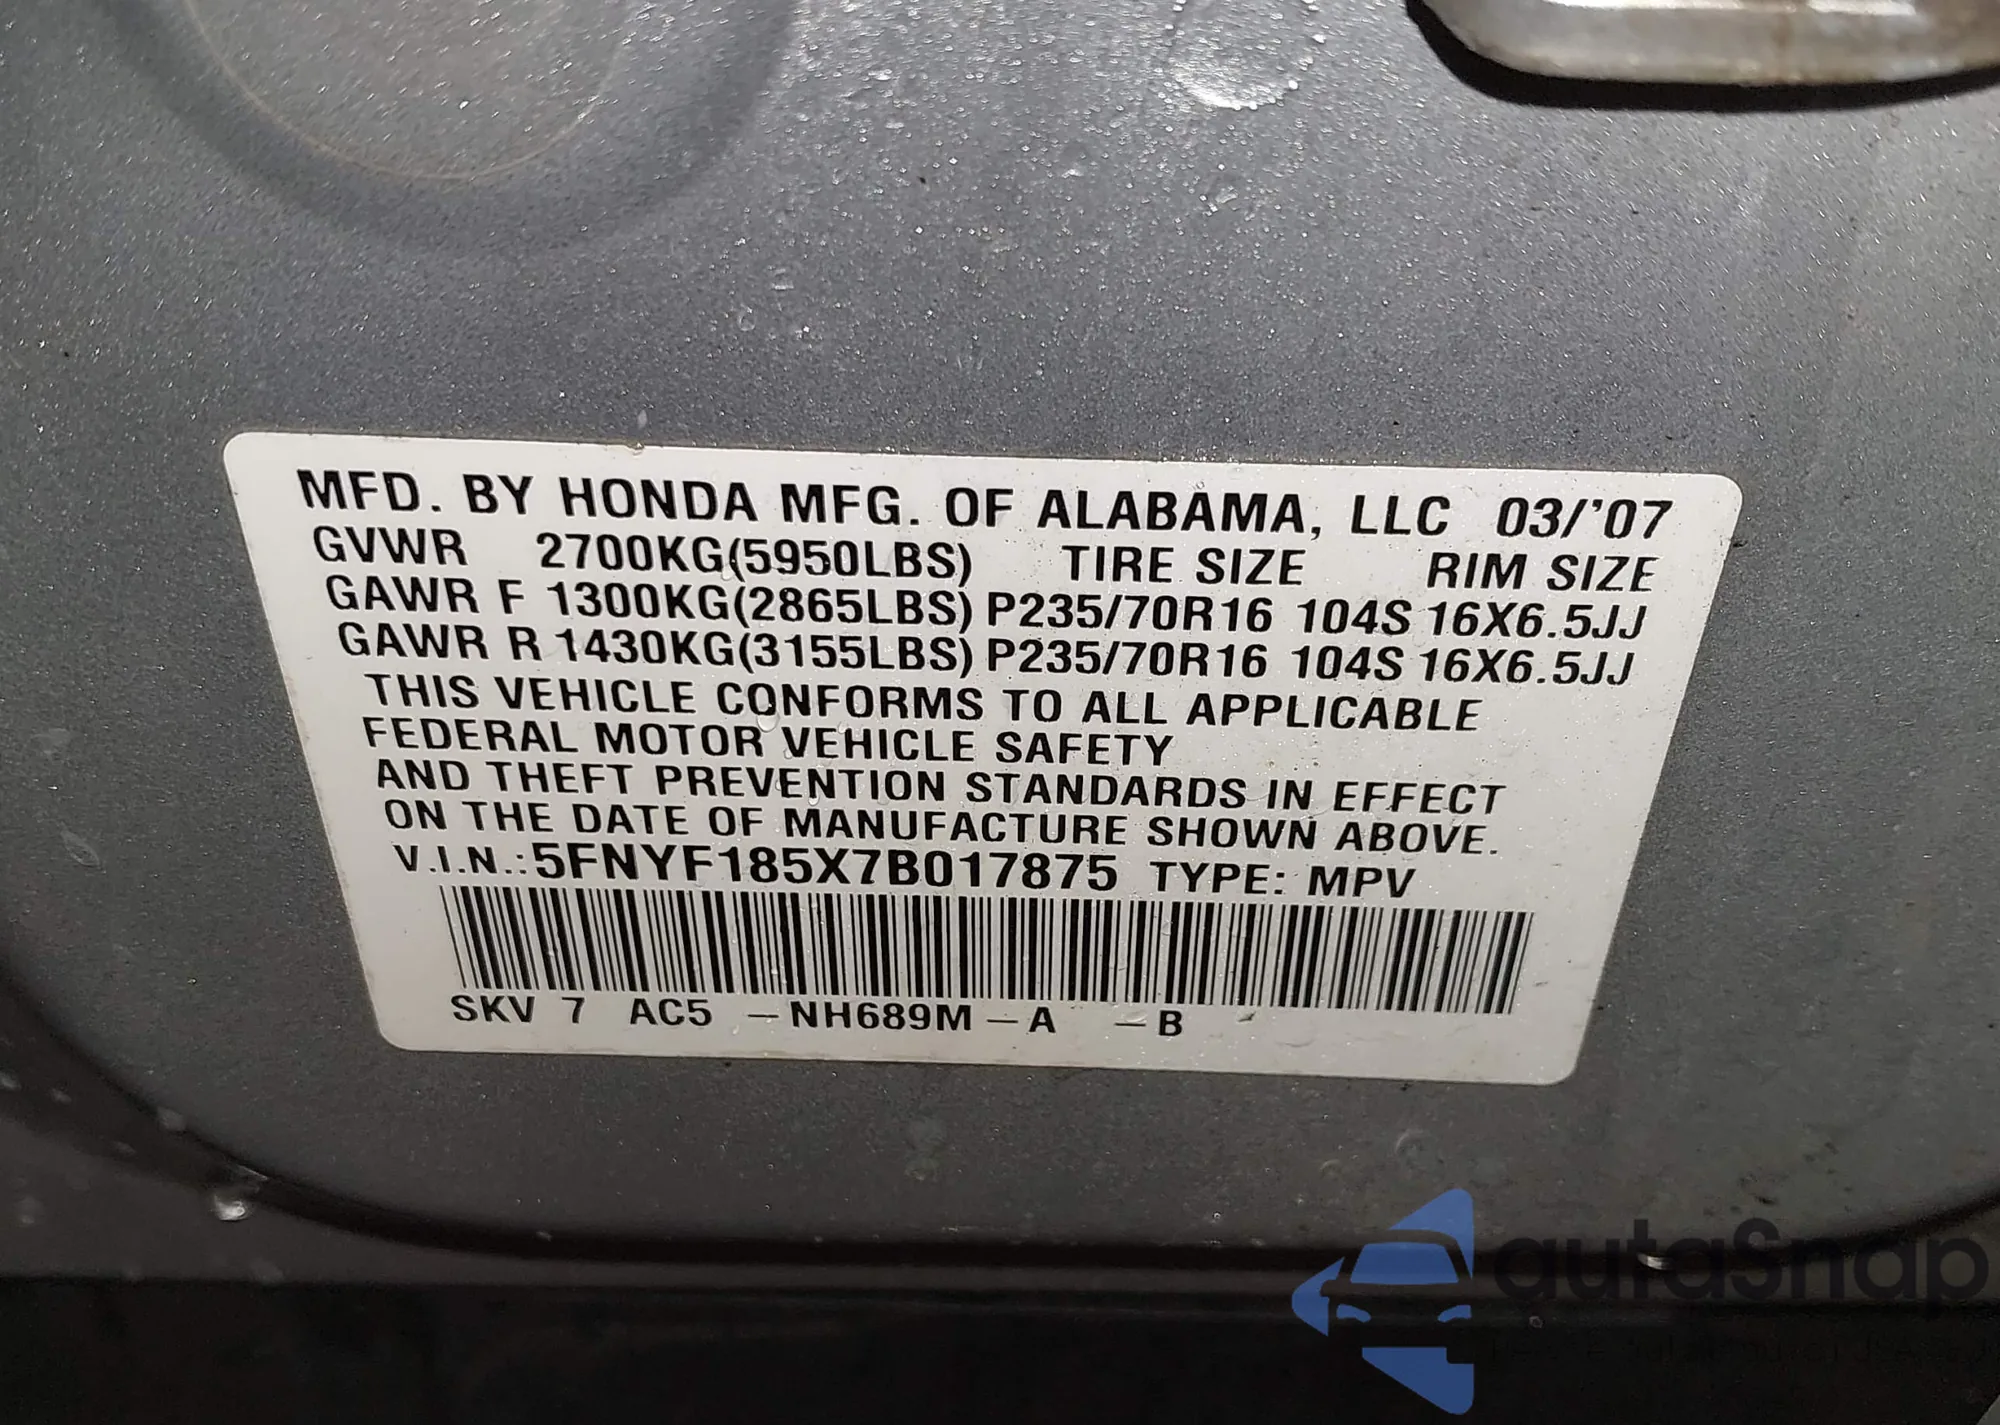 MFD. BY HONDA MFG. OF ALABAMA, LLC 03/'07
GVWR 2700KG(5950LBS) TIRE SIZE RIM SIZE
GAWR F 1300KG(2865LBS) P235/70R16 104S 16X6.5JJ
GAWR R 1430KG(3155LBS) P235/70R16 104S 16X6.5JJ
THIS VEHICLE CONFORMS TO ALL APPLICABLE
FEDERAL MOTOR VEHICLE SAFETY
AND THEFT PREVENTION STANDARDS IN EFFECT
ON THE DATE OF MANUFACTURE SHOWN ABOVE.
V.I.N.:5FNYF185X7B017875 TYPE: MPV
SKV 7 AC5 -NH689M-A -B
autaSnap